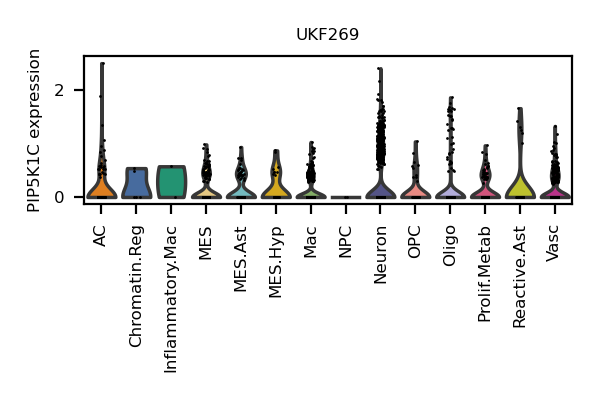 UKF269
PIP5K1C expression
2
0
AC
Chromatin.Reg
Inflammatory.Mac
MES
MES.Ast
MES.Hyp
Mac
NPC
Neuron
OPC
Oligo
Prolif.Metab
Reactive.Ast
Vasc